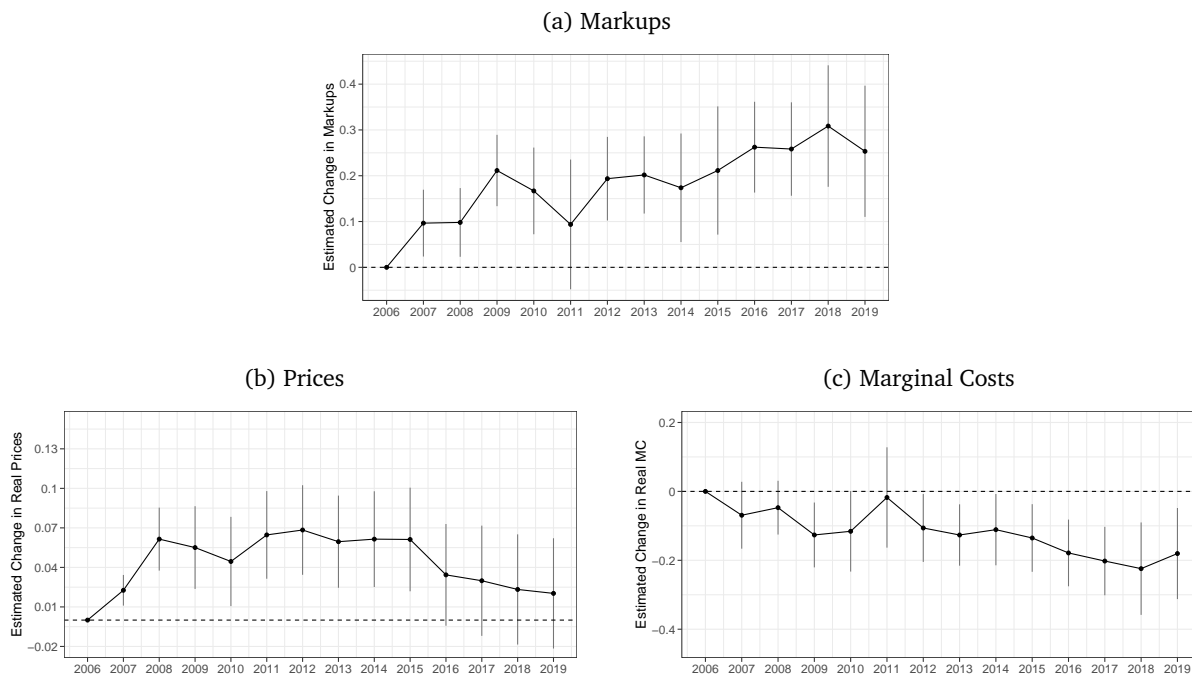 (a) Markups
Estimated Change in Markups
0.4
0.3
0.2
0.1
0
2006 2007 2008 2009 2010 2011 2012 2013 2014 2015 2016 2017 2018 2019
(b) Prices
Estimated Change in Real Prices
0.13
0.1
0.07
0.04
0.01
−0.02
2006 2007 2008 2009 2010 2011 2012 2013 2014 2015 2016 2017 2018 2019
(c) Marginal Costs
Estimated Change in Real MC
0.2
0
−0.2
−0.4
2006 2007 2008 2009 2010 2011 2012 2013 2014 2015 2016 2017 2018 2019